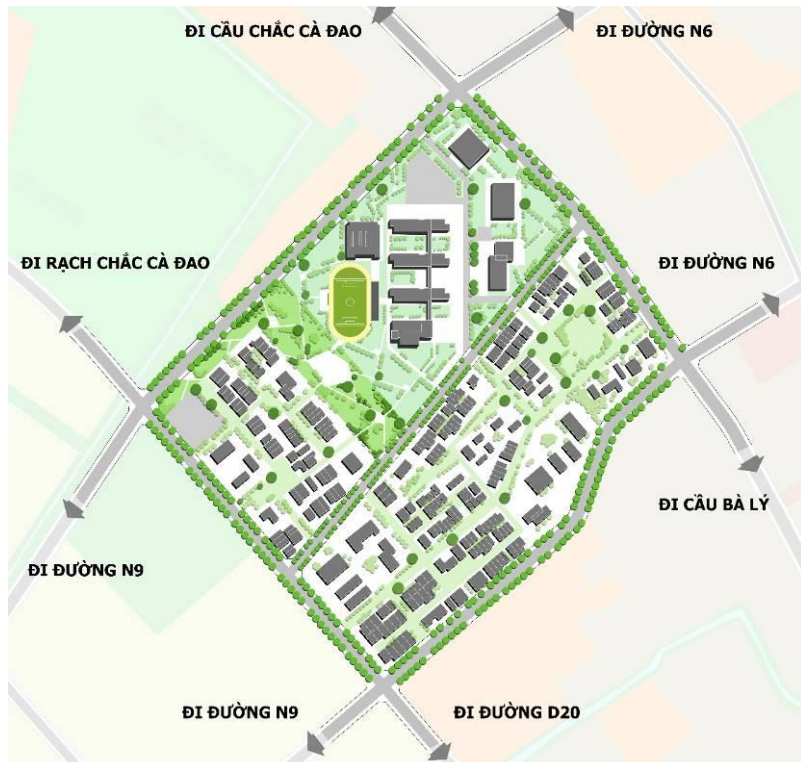 ĐI CẦU CHẮC CÀ ĐAO
ĐI ĐƯỜNG N6
ĐI RẠCH CHẮC CÀ ĐAO
ĐI ĐƯỜNG N6
ĐI CẦU BÀ LÝ
ĐI ĐƯỜNG N9
ĐI ĐƯỜNG N9
ĐI ĐƯỜNG D20